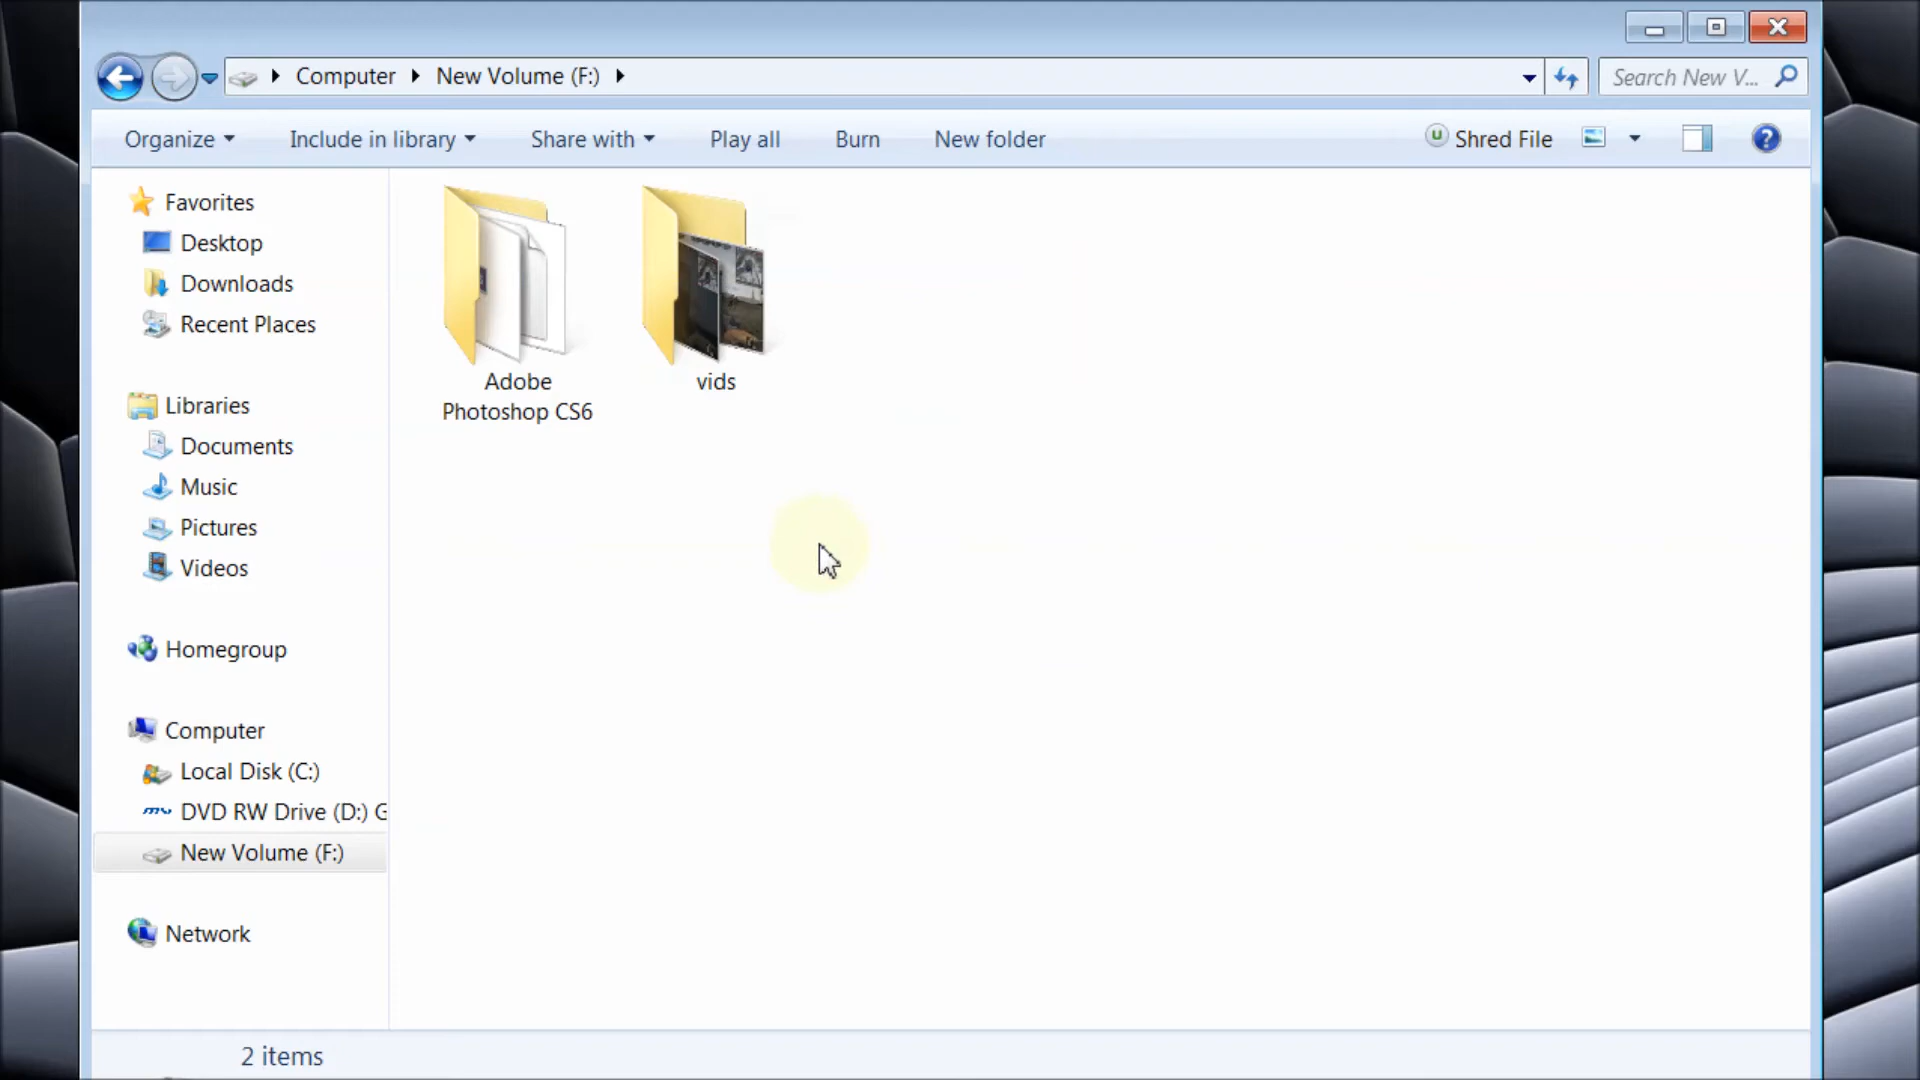 Computer New Volume (F:) Search New V...
Organize Include in library Share with Play all Burn New folder Shred File
Favorites
Desktop
Downloads
Recent Places
Libraries
Documents
Music
Pictures
Videos
Homegroup
Computer
Local Disk (C:)
DVD RW Drive (D:) G
New Volume (F:)
Network
Adobe
Photoshop CS6
vids
2 items